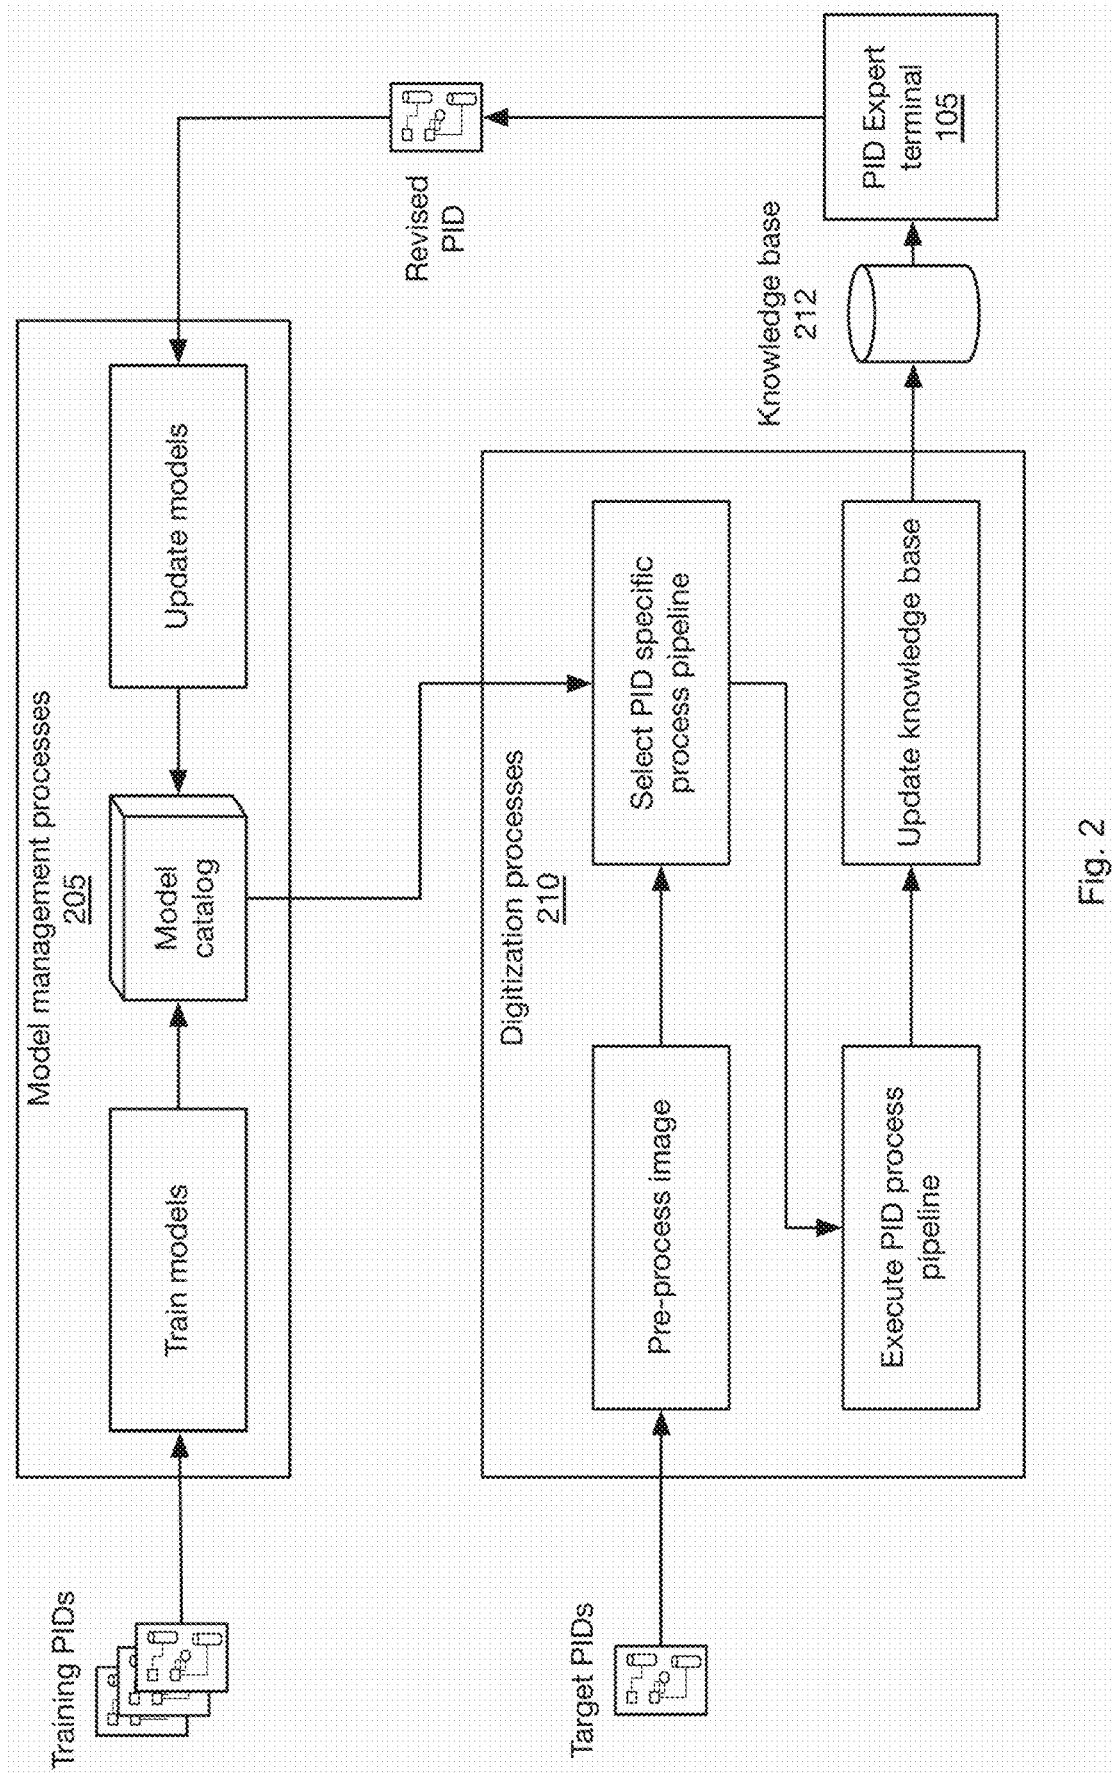 Model management processes
205
Training PIDs
Train models
Model
catalog
Update models
Revised
PID
Digitization processes
210
Target PIDs
Pre-process image
Select PID specific
process pipeline
Execute PID process
pipeline
Update knowledge base
Knowledge base
212
PID Expert
terminal
105
Fig. 2